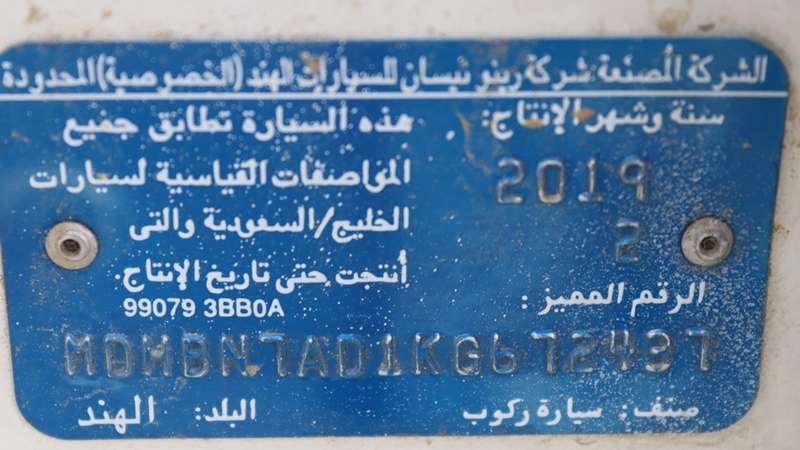 الشركة المصنعة شركة رينو نيسان للسيارات الهند (الخصوصية) المحدودة
سنة وشهر الإنتاج:
2019
2
هذه السيارة تطابق جميع
المواصفات القياسية لسيارات
الخليج/السعودية والتى
أنتجت حتى تاريخ الإنتاج.
99079 3BB0A
الرقم المميز :
MDHBN7AD1KG672437
صنف: سيارة ركوب
البلد: الهند